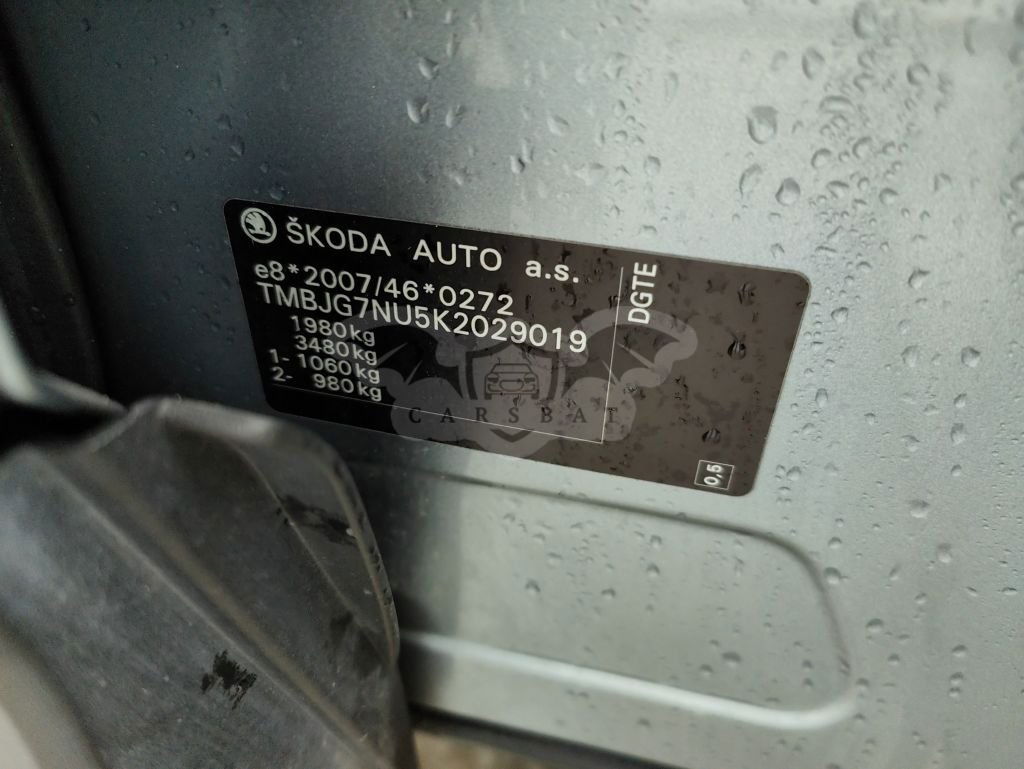 ŠKODA AUTO a.s.
e8*2007/46*0272
TMBJG7NU5K2029019
1980kg
3480kg
1- 1060kg
2- 980kg
DGTE
0,5
CARSBAT